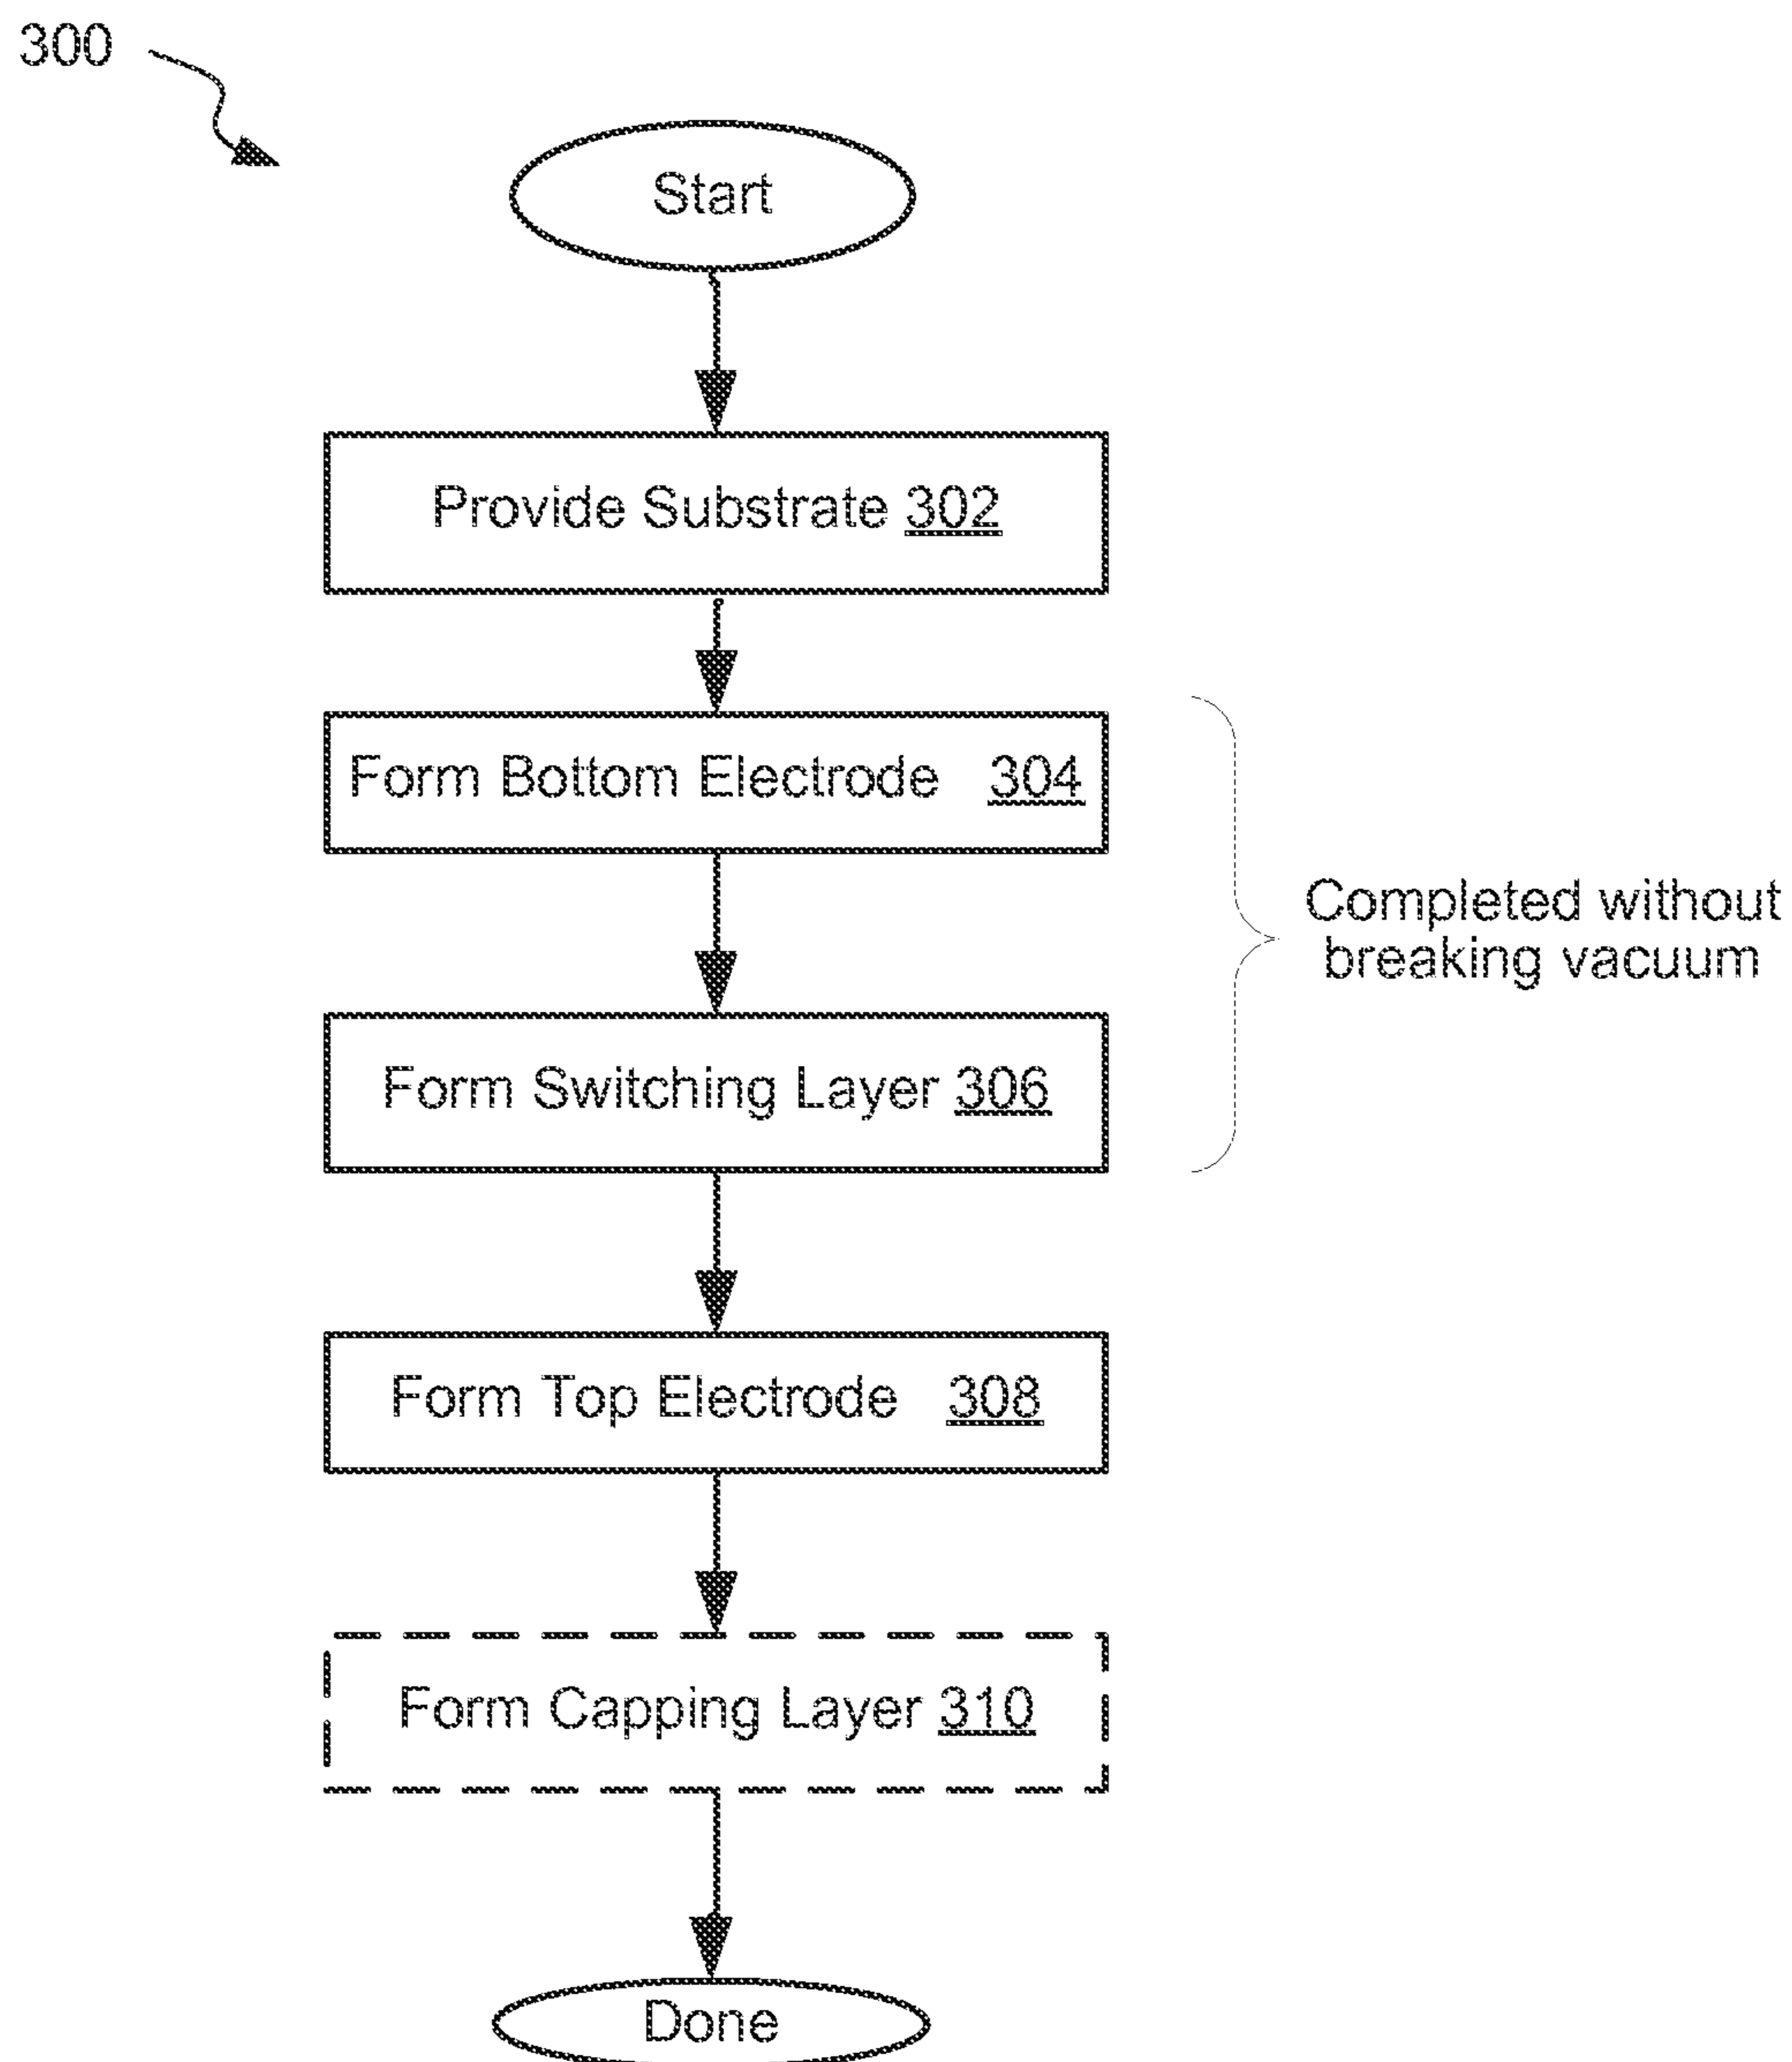 300
Start
Provide Substrate 302
Form Bottom Electrode 304
Completed without
breaking vacuum
Form Switching Layer 306
Form Top Electrode 308
Form Capping Layer 310
Done